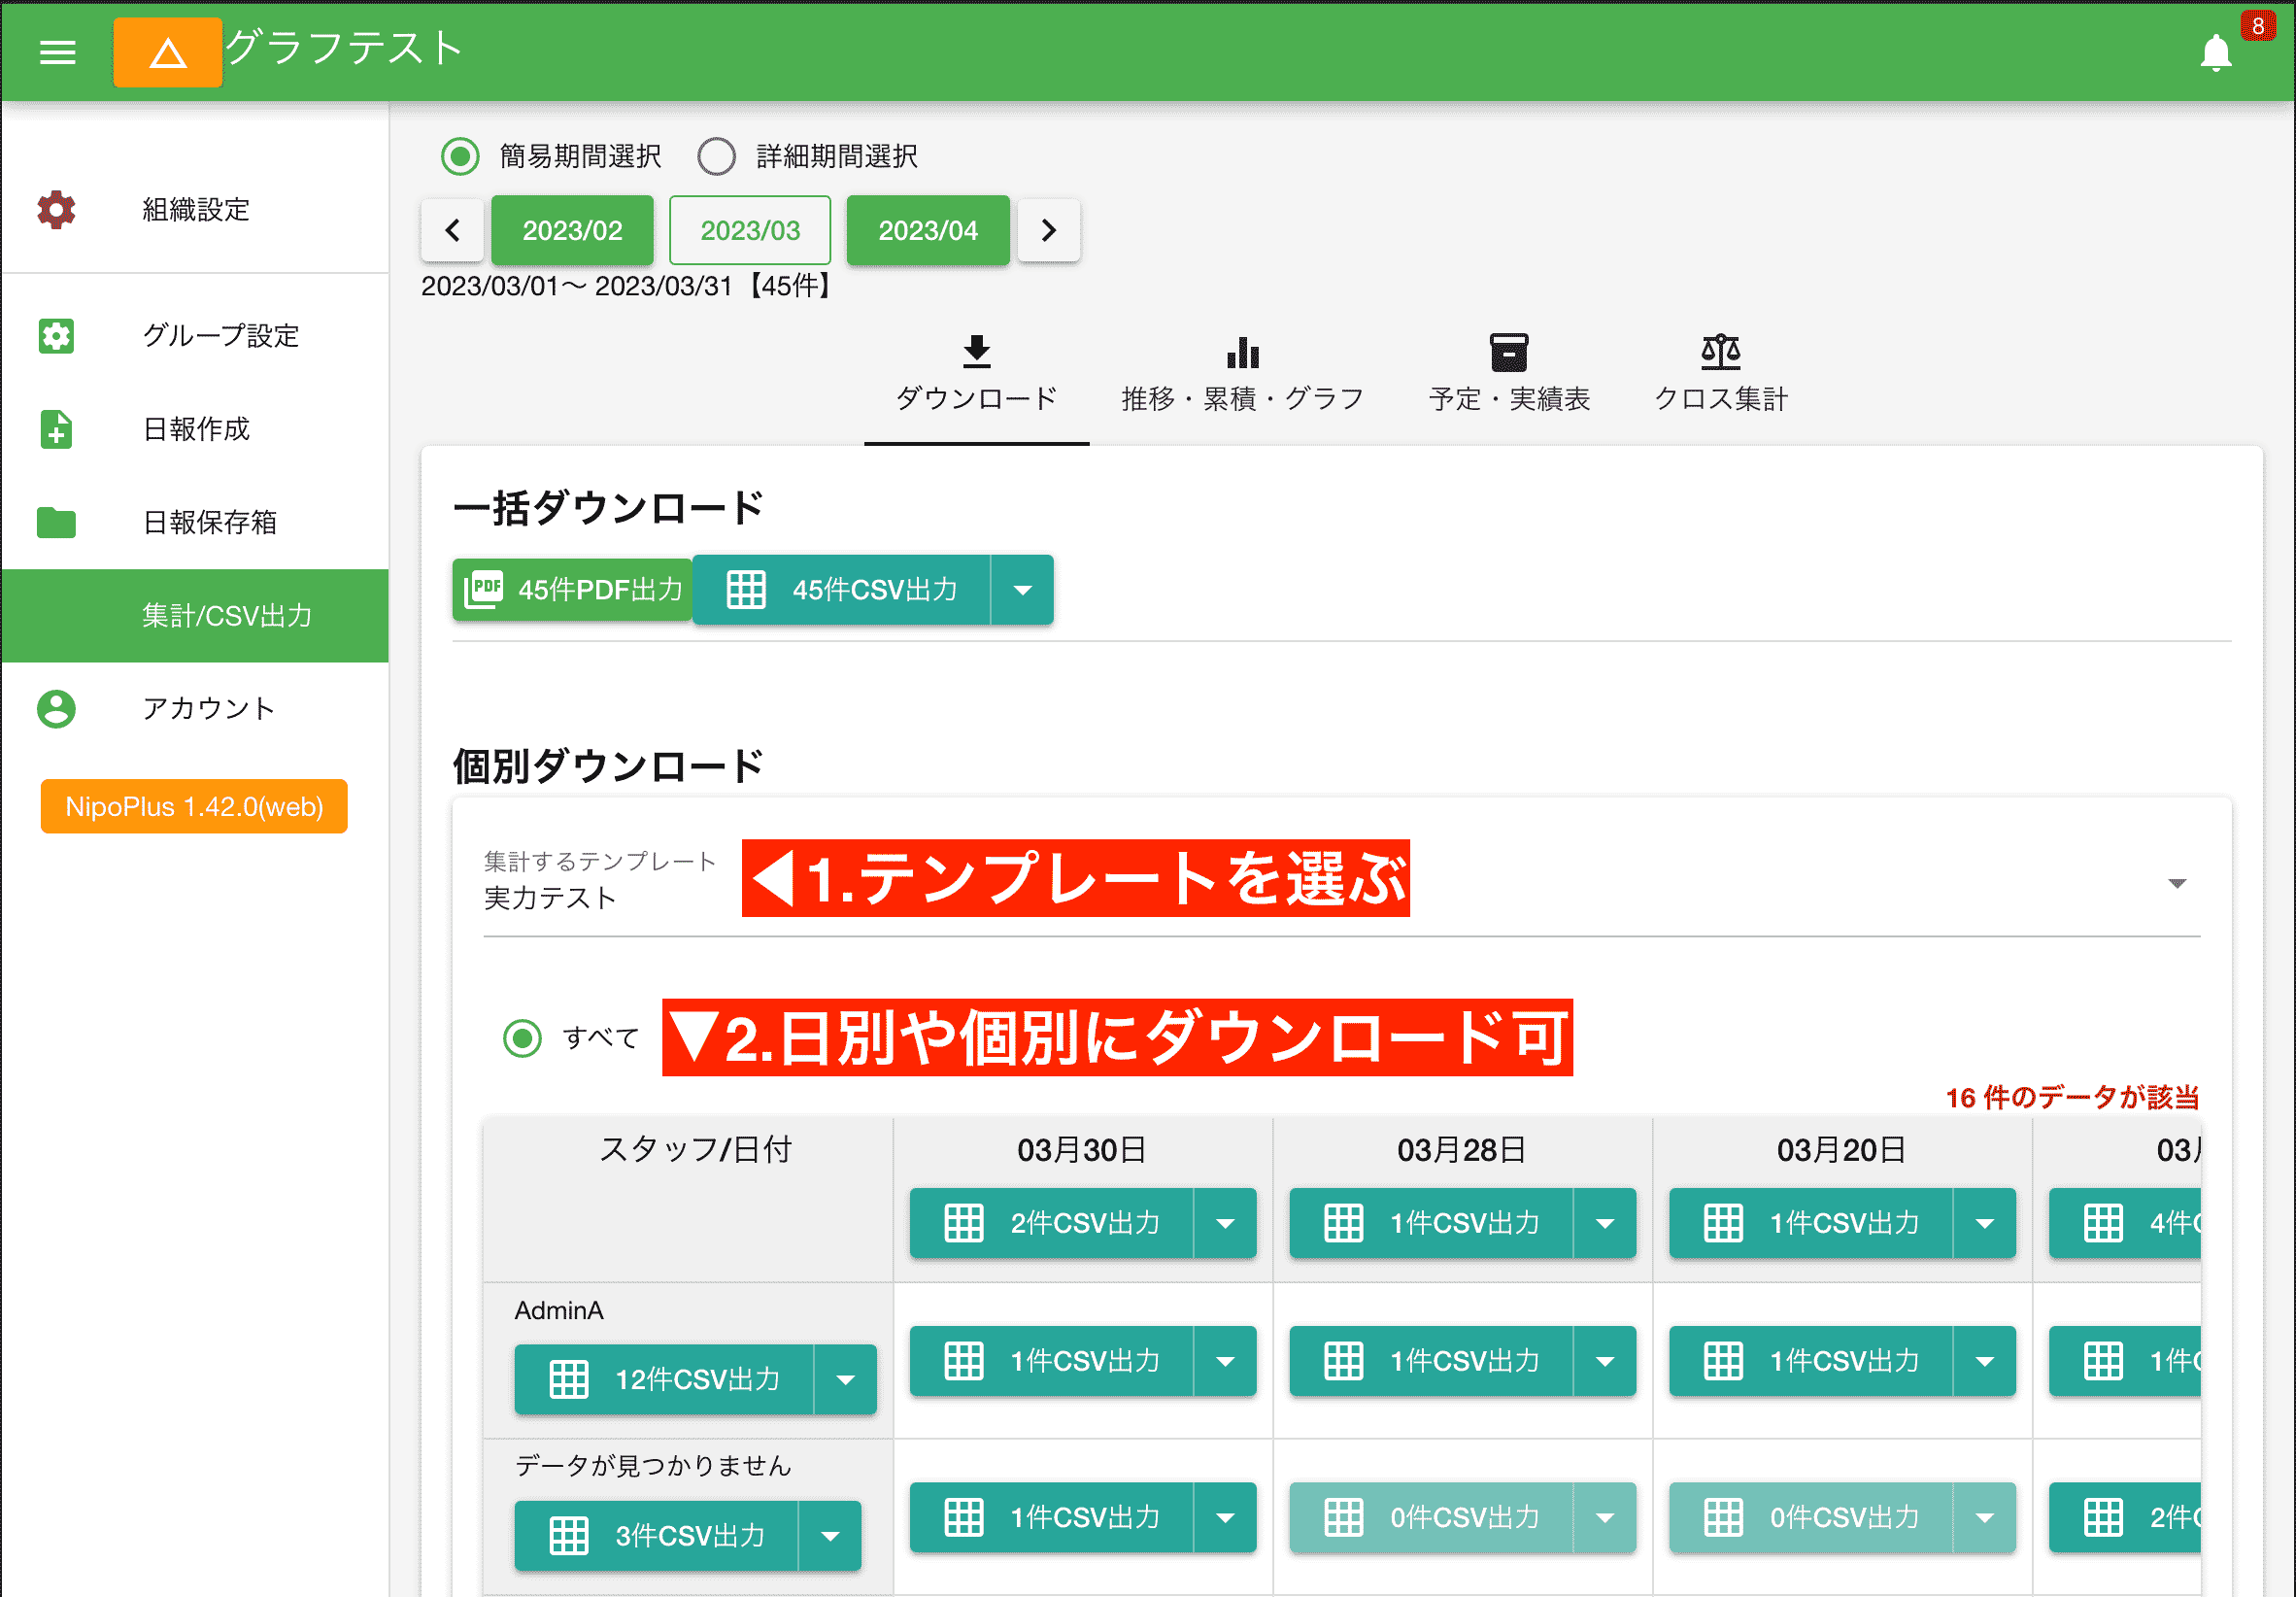 グラフテスト
8
組織設定
グループ設定
日報作成
日報保存箱
集計/CSV出力
アカウント
NipoPlus 1.42.0(web)
簡易期間選択 詳細期間選択
2023/02 2023/03 2023/04
2023/03/01〜 2023/03/31【45件】
ダウンロード 推移・累積・グラフ 予定・実績表 クロス集計
一括ダウンロード
PDF 45件PDF出力 45件CSV出力
個別ダウンロード
集計するテンプレート
実力テスト
◀1.テンプレートを選ぶ
すべて
▼2.日別や個別にダウンロード可
16 件のデータが該当
スタッフ/日付 03月30日 03月28日 03月20日 03月
2件CSV出力 1件CSV出力 1件CSV出力 4件C
AdminA
12件CSV出力 1件CSV出力 1件CSV出力 1件CSV出力 1件C
データが見つかりません
3件CSV出力 1件CSV出力 0件CSV出力 0件CSV出力 2件C